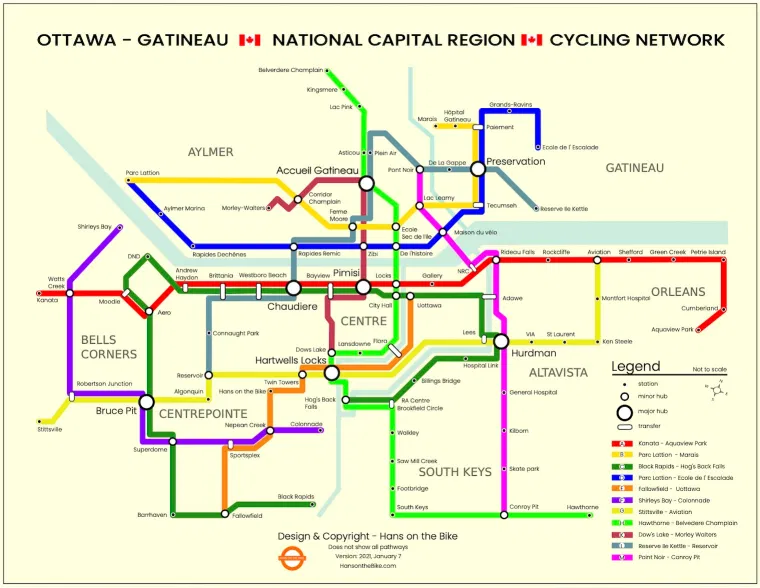 OTTAWA - GATINEAU NATIONAL CAPITAL REGION CYCLING NETWORK
Belverdere Champlain
Kingsmere
Lac Pink
Asticou
Plein Air
Marais
Hôpital
Gatineau
Grands-Ravins
Paiement
Ecole de l' Escalade
AYLMER
GATINEAU
Accueil Gatineau
Pont Noir
De La Gappe
Preservation
Parc Lattion
Corridor
Champlain
Morley-Walters
Lac Leamy
Tecumseh
Reserve Ile Kettle
Aylmer Marina
Ferme
Moore
Ecole
Sec de l'Ile
Maison du vélo
Shirleys Bay
Rapides Deschênes
Rapides Remic
Zibi
De l'histoire
DND
Rideau Falls
Rockcliffe
Aviation
Shefford
Green Creek
Petrie Island
NRC
Watts
Creek
Kanata
Moodie
Andrew
Haydon
Brittania
Westboro Beach
Bayview
Pimisi
Locks
Gallery
Aero
Chaudiere
City Hall
Uottawa
Adawe
Montfort Hospital
ORLEANS
Cumberland
Aquaview Park
CENTRE
BELLS
CORNERS
Connaught Park
Lansdowne
Flora
Dows Lake
Lees
VIA
St Laurent
Ken Steele
Hurdman
Hartwells Locks
Hospital Link
Reservoir
Twin Towers
Billings Bridge
ALTAVISTA
Robertson Junction
Algonquin
Hans on the Bike
Bruce Pit
CENTREPOINTE
Hog's Back
Falls
RA Centre
Brookfield Circle
General Hospital
Stittsville
Nepean Creek
Colonnade
Walkley
Kilborn
Superdome
Sportsplex
Saw Mill Creek
SOUTH KEYS
Skate park
Footbridge
Black Rapids
Barrhaven
Fallowfield
South Keys
Conroy Pit
Hawthorne
Legend
Not to scale
station
minor hub
major hub
transfer
Kanata - Aquaview Park
Parc Lattion - Marais
Black Rapids - Hog's Back Falls
Parc Lattion - Ecole de l' Escalade
Fallowfield - Uottawa
Shirleys Bay - Colonnade
Stittsville - Aviation
Hawthorne - Belvedere Champlain
Dow's Lake - Morley Walters
Reserve Ile Kettle - Reservoir
Point Noir - Conroy Pit
Design & Copyright - Hans on the Bike
Does not show all pathways
Version: 2021, January 7
HansontheBike.com